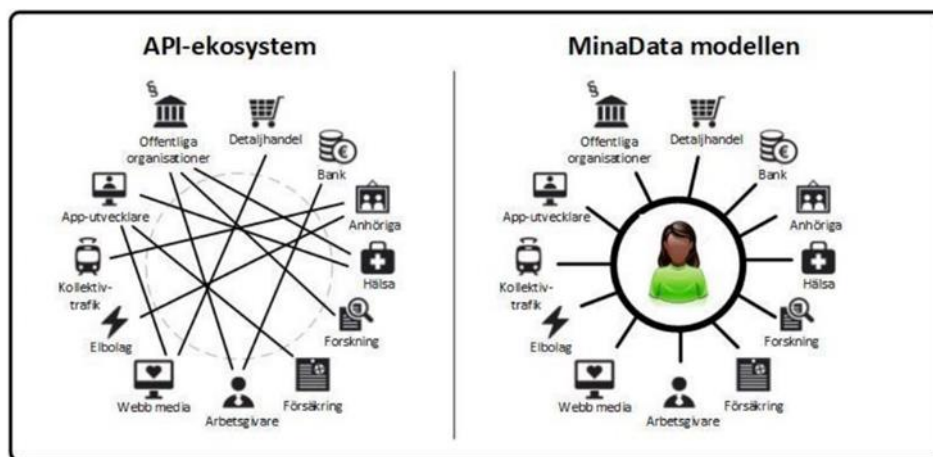 API-ekosystem
§
Offentliga
organisationer
Detaljhandel
€
Bank
App-utvecklare
Anhöriga
Kollektiv-
trafik
Hälsa
Elbolag
Forskning
Webb media
Arbetsgivare
Försäkring
MinaData modellen
§
Offentliga
organisationer
Detaljhandel
€
Bank
App-utvecklare
Anhöriga
Kollektiv-
trafik
Hälsa
Elbolag
Forskning
Webb media
Arbetsgivare
Försäkring